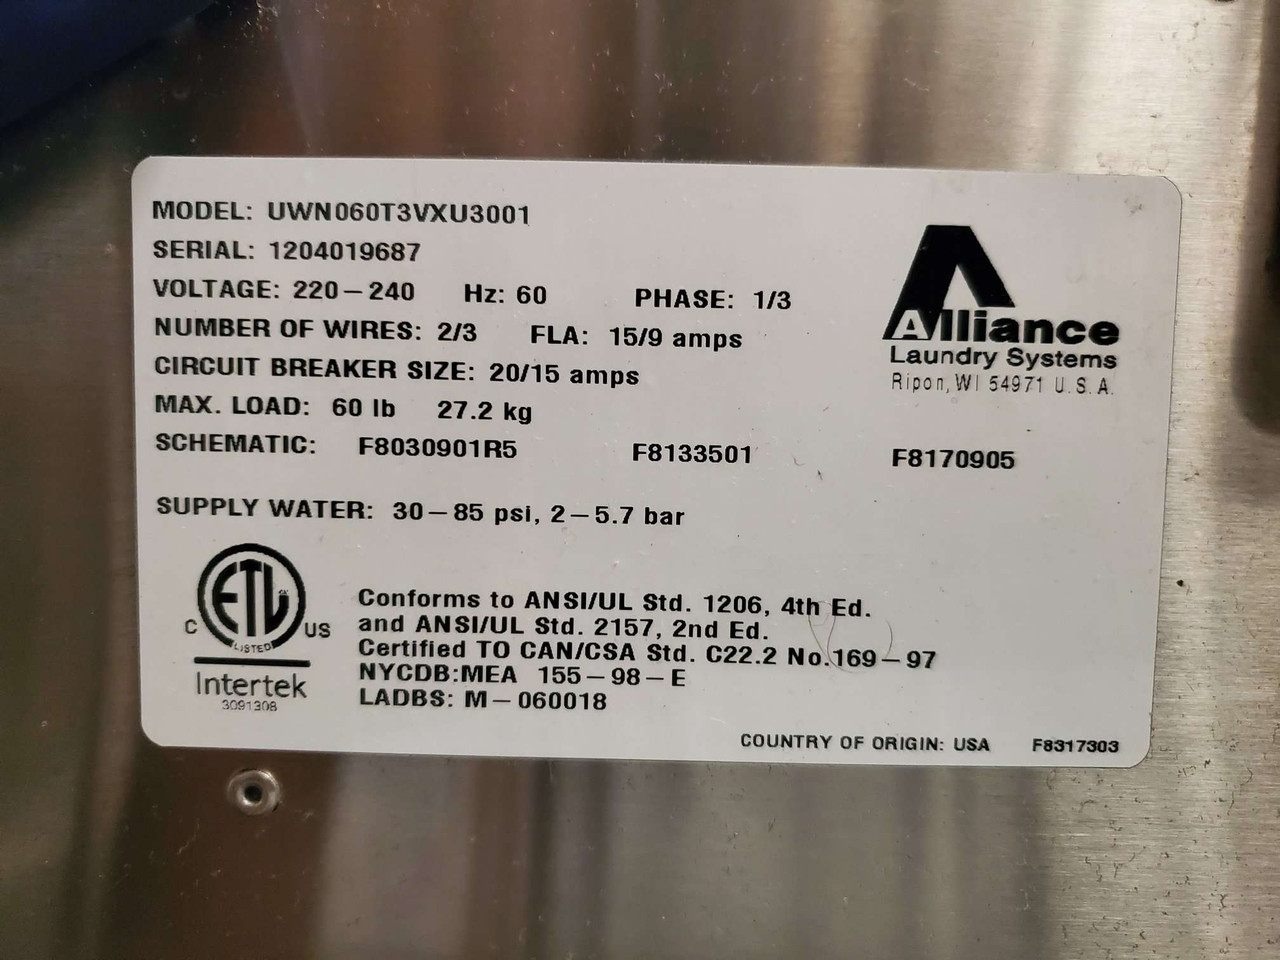 MODEL: UWN060T3VXU3001
SERIAL: 1204019687
VOLTAGE: 220-240 Hz: 60 PHASE: 1/3
NUMBER OF WIRES: 2/3 FLA: 15/9 amps
CIRCUIT BREAKER SIZE: 20/15 amps
MAX. LOAD: 60 lb 27.2 kg
SCHEMATIC: F8030901R5 F8133501 F8170905
SUPPLY WATER: 30-85 psi, 2-5.7 bar
Alliance
Laundry Systems
Ripon, WI 54971 U.S.A.
ETL
LISTED
C US
Intertek
3091308
Conforms to ANSI/UL Std. 1206, 4th Ed.
and ANSI/UL Std. 2157, 2nd Ed.
Certified TO CAN/CSA Std. C22.2 No.169-97
NYCDB:MEA 155-98-E
LADBS: M-060018
COUNTRY OF ORIGIN: USA F8317303